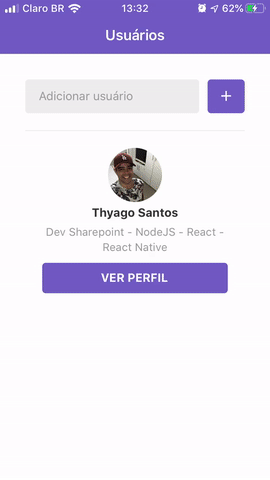 Claro BR 13:32 62%
Usuários
Adicionar usuário +
Thyago Santos
Dev Sharepoint - NodeJS - React -
React Native
VER PERFIL